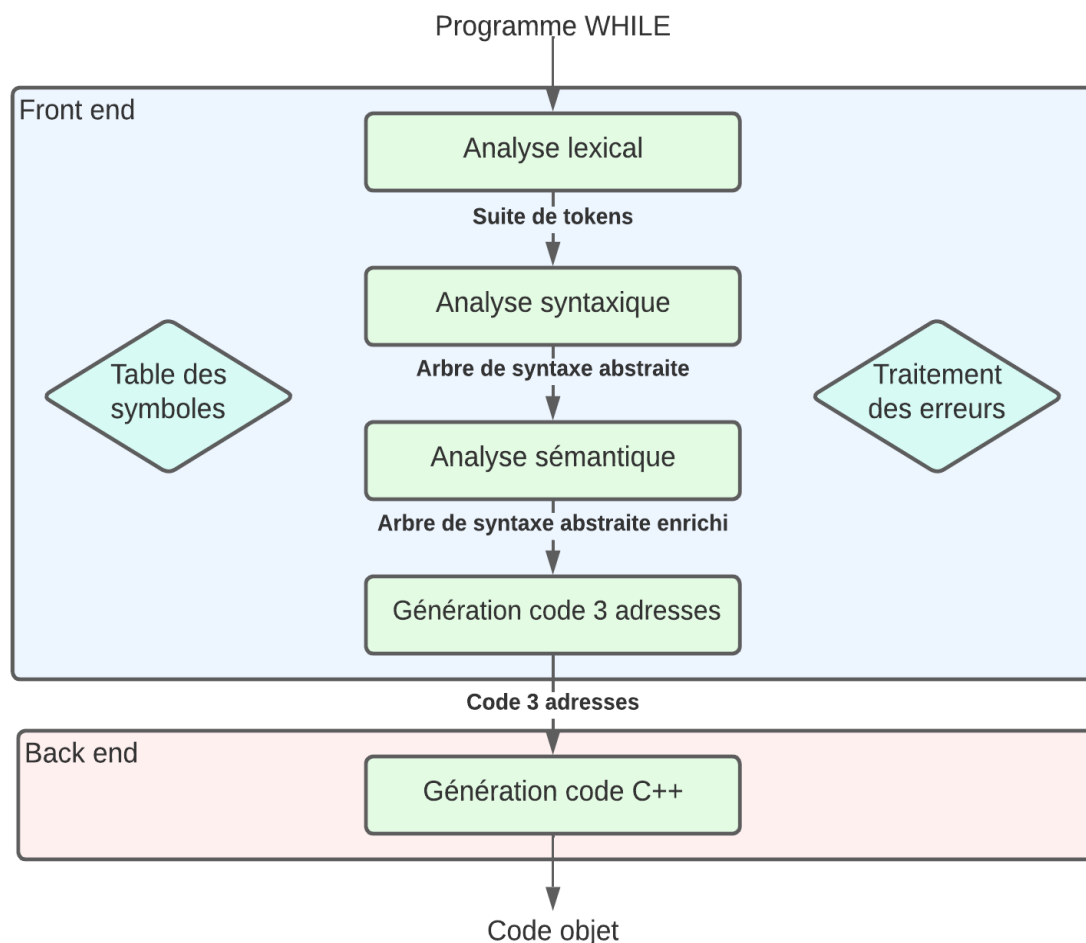 Programme WHILE
Front end
Analyse lexical
Suite de tokens
Analyse syntaxique
Arbre de syntaxe abstraite
Table des
symboles
Traitement
des erreurs
Analyse sémantique
Arbre de syntaxe abstraite enrichi
Génération code 3 adresses
Code 3 adresses
Back end
Génération code C++
Code objet